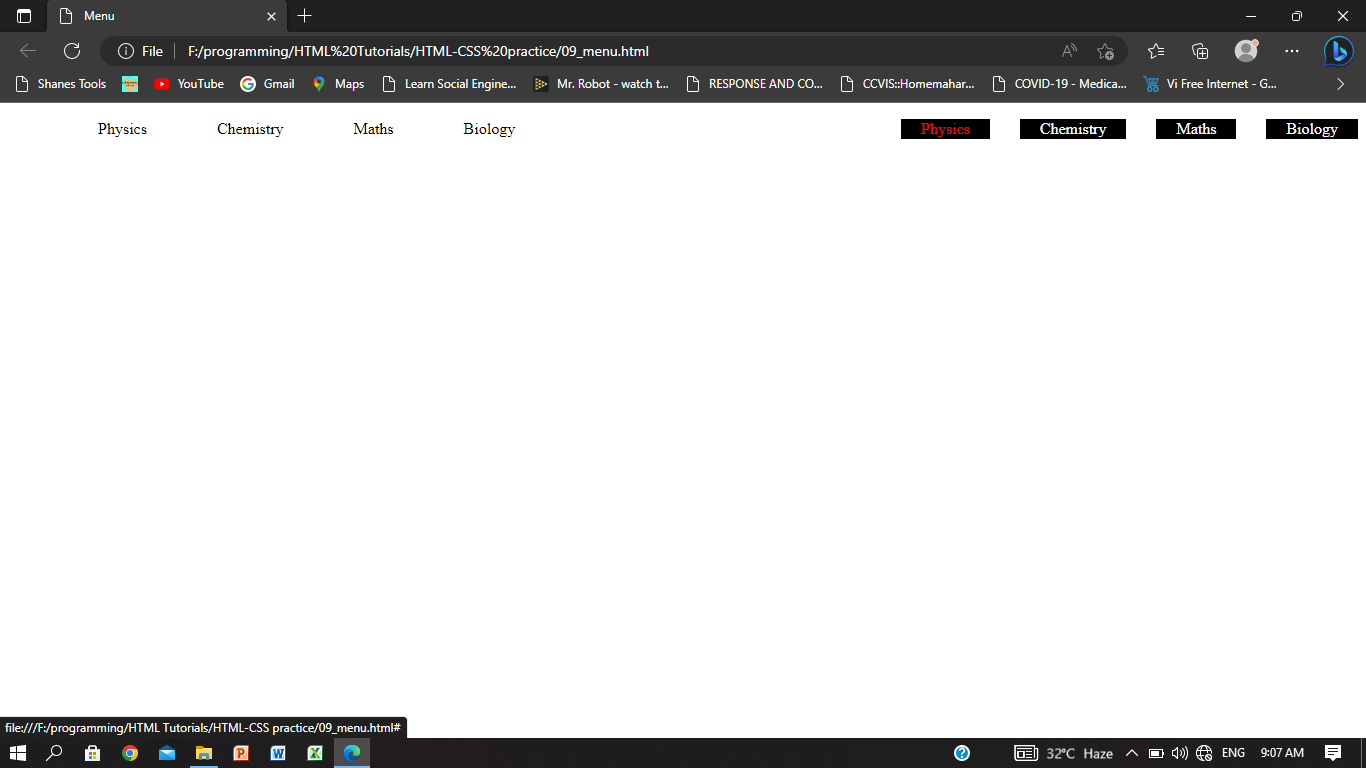 Menu
File F:/programming/HTML%20Tutorials/HTML-CSS%20practice/09_menu.html
Shanes Tools YouTube Gmail Maps Learn Social Engine... Mr. Robot - watch t... RESPONSE AND CO... CCVIS::Homemahar... COVID-19 - Medica... Vi Free Internet - G...
Physics Chemistry Maths Biology Physics Chemistry Maths Biology
file:///F:/programming/HTML Tutorials/HTML-CSS practice/09_menu.html#
32°C Haze ENG 9:07 AM